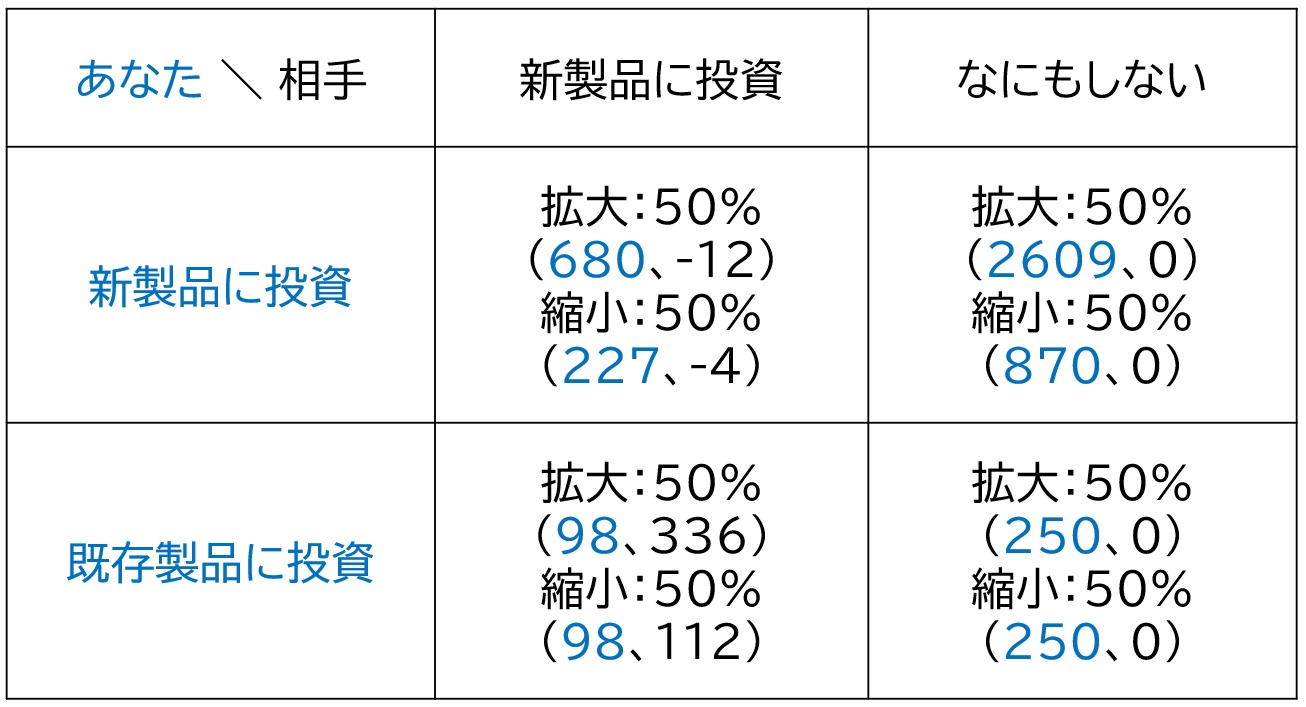 あなた ＼ 相手
新製品に投資
なにもしない
新製品に投資
拡大：50%
（680、-12）
縮小：50%
（227、-4）
拡大：50%
（2609、0）
縮小：50%
（870、0）
既存製品に投資
拡大：50%
（98、336）
縮小：50%
（98、112）
拡大：50%
（250、0）
縮小：50%
（250、0）